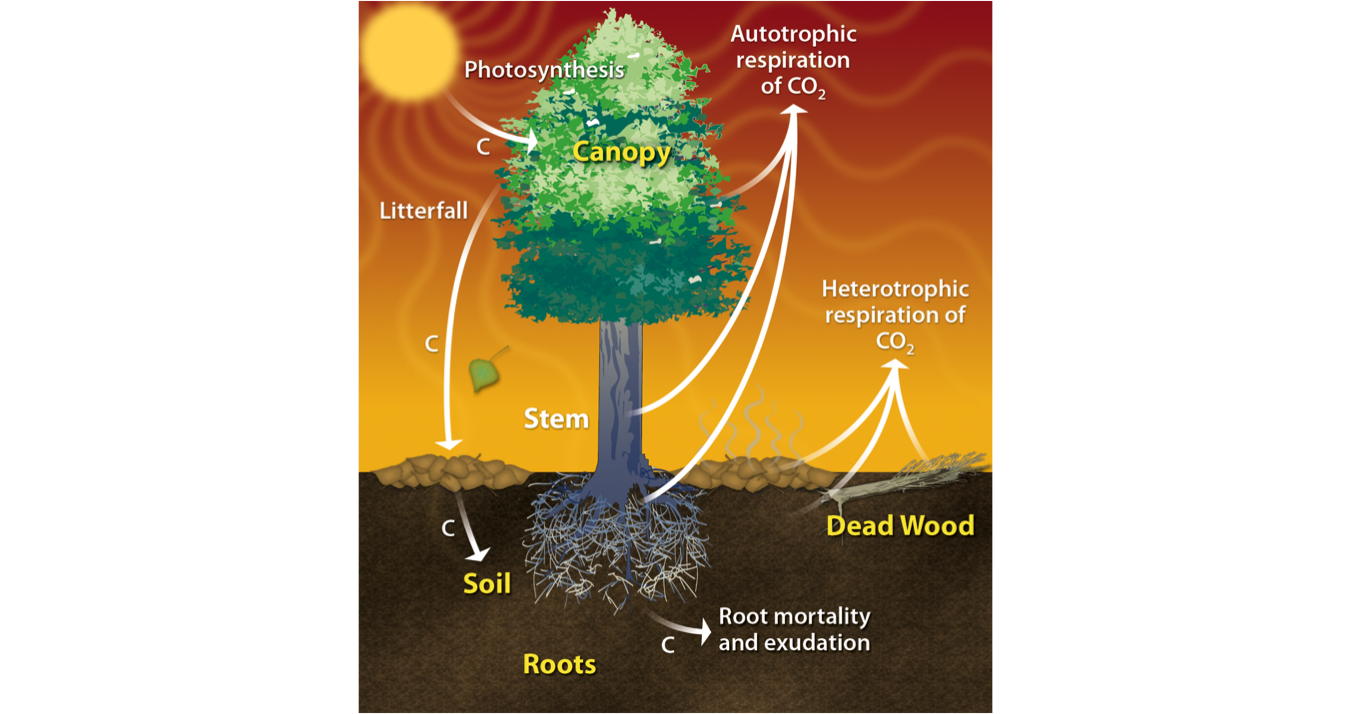 Photosynthesis
Autotrophic
respiration
of CO₂
C
Canopy
Litterfall
Heterotrophic
respiration of
CO₂
C
Stem
C
Dead Wood
Soil
Root mortality
and exudation
C
Roots